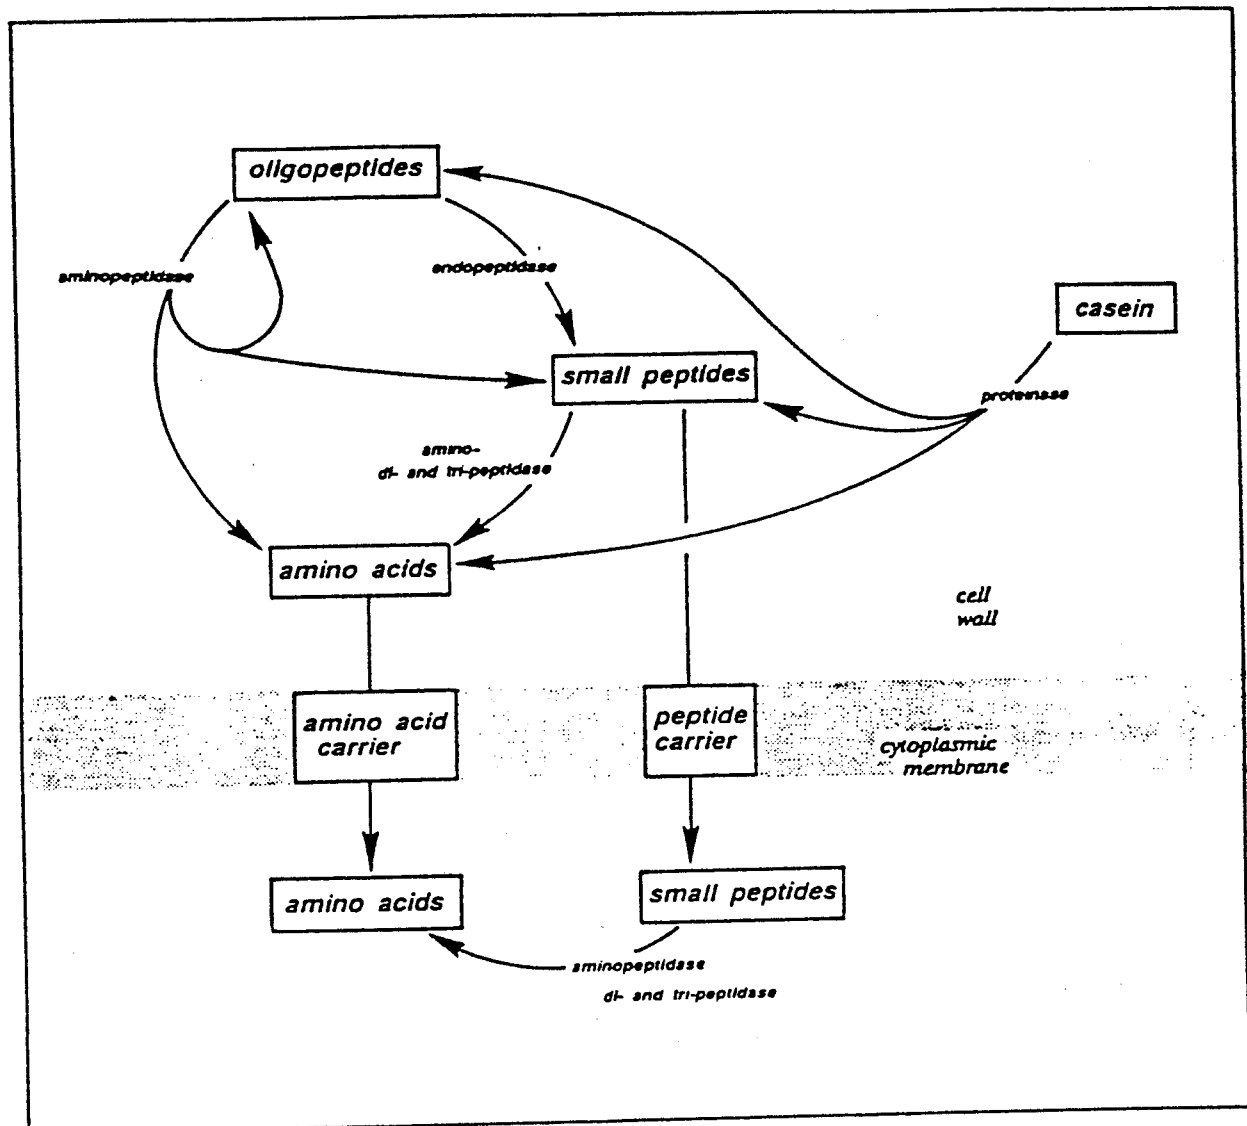 oligopeptides
aminopeptidase
endopeptidase
casein
small peptides
proteinase
amino-
di- and tri-peptidase
amino acids
cell
wall
amino acid
carrier
peptide
carrier
cytoplasmic
membrane
amino acids
small peptides
aminopeptidase
di- and tri-peptidase